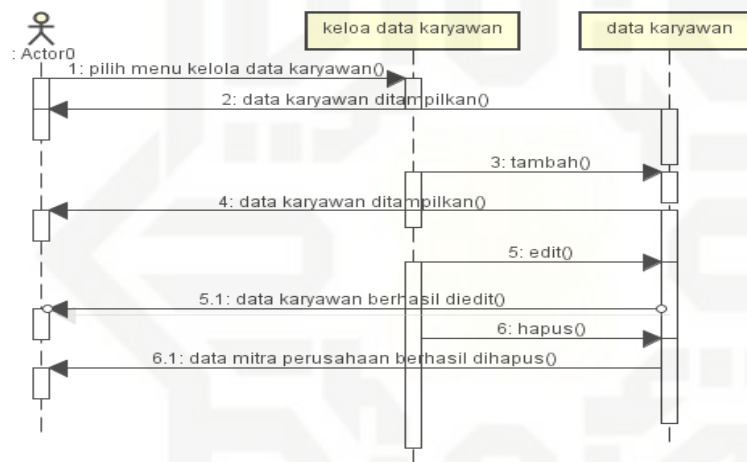 keloa data karyawan
data karyawan
: Actor0
1: pilih menu kelola data karyawan()
2: data karyawan ditampilkan()
3: tambah()
4: data karyawan ditampilkan()
5: edit()
5.1: data karyawan berhasil diedit()
6: hapus()
6.1: data mitra perusahaan berhasil dihapus()